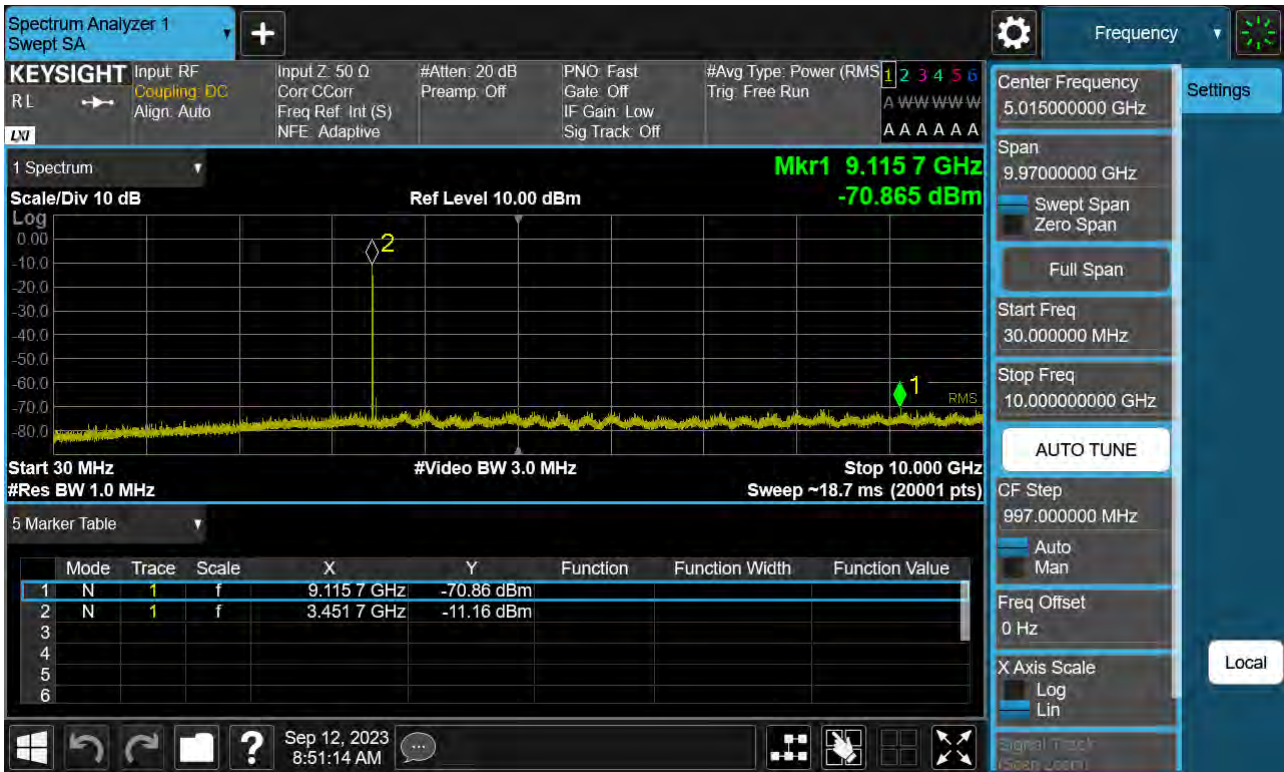 Spectrum Analyzer 1
Swept SA
+
Frequency
KEYSIGHT
RL
LXI
Input: RF
Coupling: DC
Align: Auto
Input Z: 50 Ω
Corr CCorr
Freq Ref: Int (S)
NFE: Adaptive
#Atten: 20 dB
Preamp: Off
PNO: Fast
Gate: Off
IF Gain: Low
Sig Track: Off
#Avg Type: Power (RMS
Trig: Free Run
1 2 3 4 5 6
A W W W W W
A A A A A A
1 Spectrum
Mkr1 9.115 7 GHz
Scale/Div 10 dB
Ref Level 10.00 dBm
-70.865 dBm
Log
0.00
-10.0
-20.0
-30.0
-40.0
-50.0
-60.0
-70.0
-80.0
2
1
RMS
Start 30 MHz
#Video BW 3.0 MHz
Stop 10.000 GHz
#Res BW 1.0 MHz
Sweep ~18.7 ms (20001 pts)
5 Marker Table
Mode Trace Scale X Y Function Function Width Function Value
1 N 1 f 9.115 7 GHz -70.86 dBm
2 N 1 f 3.451 7 GHz -11.16 dBm
3
4
5
6
?
Sep 12, 2023
8:51:14 AM
Center Frequency
5.015000000 GHz
Settings
Span
9.97000000 GHz
Swept Span
Zero Span
Full Span
Start Freq
30.000000 MHz
Stop Freq
10.000000000 GHz
AUTO TUNE
CF Step
997.000000 MHz
Auto
Man
Freq Offset
0 Hz
X Axis Scale
Log
Lin
Local
Signal Track
(Span Zoom)